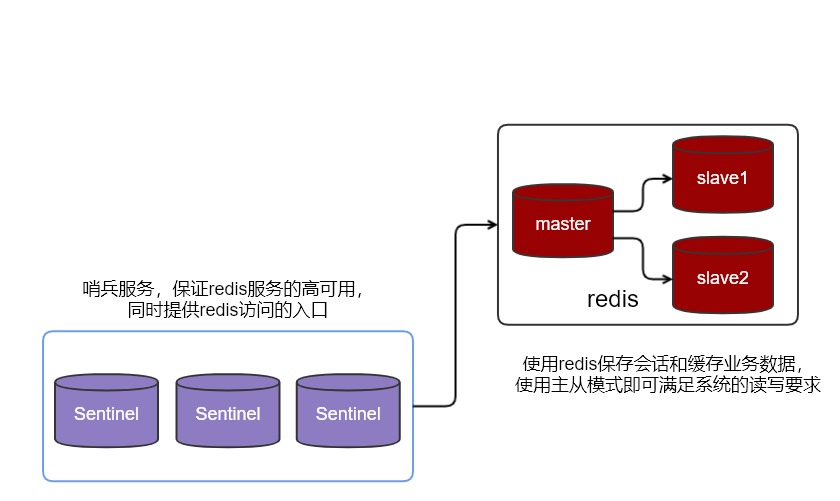 slave1
master
slave2
redis
哨兵服务，保证redis服务的高可用，
同时提供redis访问的入口
使用redis保存会话和缓存业务数据，
使用主从模式即可满足系统的读写要求
Sentinel
Sentinel
Sentinel